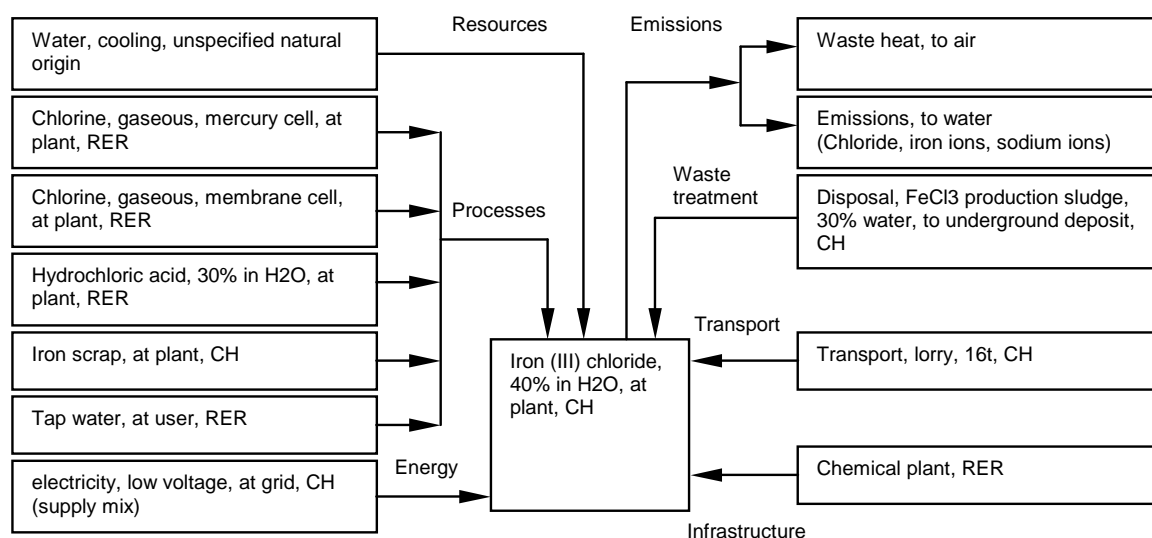 Resources
Emissions
Water, cooling, unspecified natural
origin
Waste heat, to air
Chlorine, gaseous, mercury cell, at
plant, RER
Emissions, to water
(Chloride, iron ions, sodium ions)
Chlorine, gaseous, membrane cell,
at plant, RER
Processes
Waste
treatment
Disposal, FeCl3 production sludge,
30% water, to underground deposit,
CH
Hydrochloric acid, 30% in H2O, at
plant, RER
Iron scrap, at plant, CH
Iron (III) chloride,
40% in H2O, at
plant, CH
Transport
Transport, lorry, 16t, CH
Tap water, at user, RER
Energy
electricity, low voltage, at grid, CH
(supply mix)
Chemical plant, RER
Infrastructure